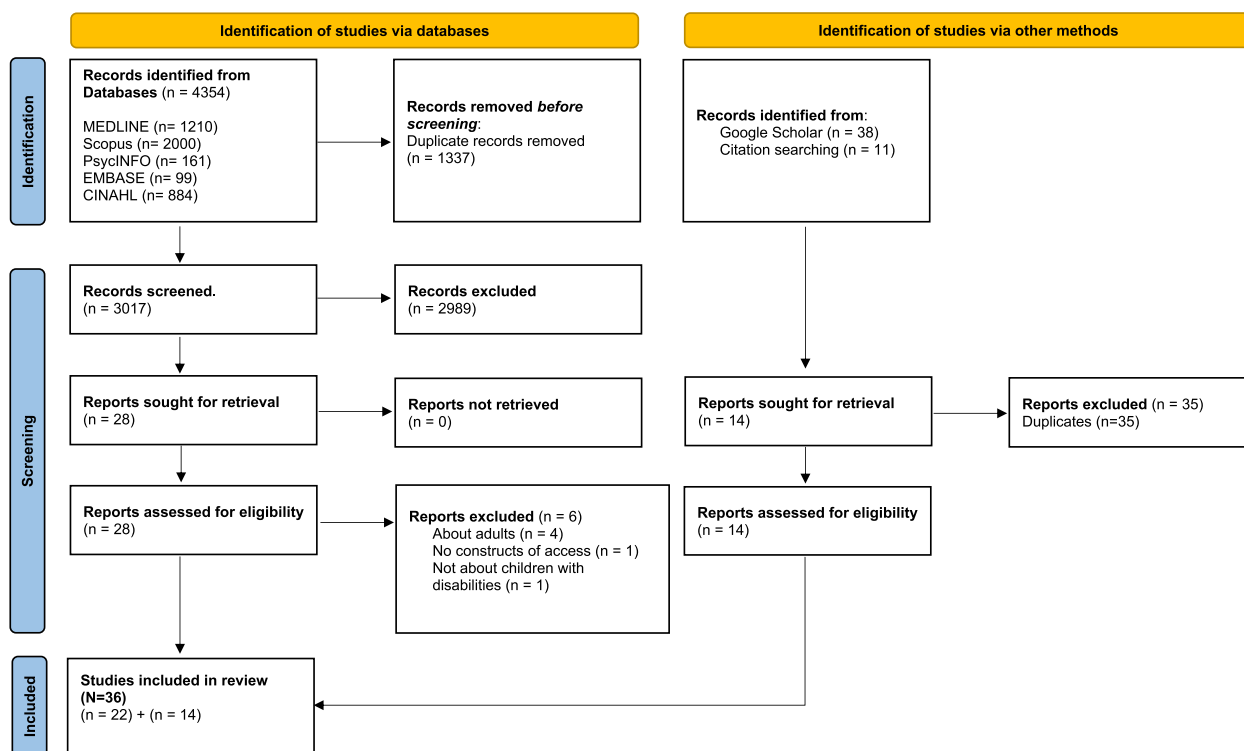 Identification of studies via databases
Identification of studies via other methods
Identification
Records identified from
Databases (n = 4354)
MEDLINE (n= 1210)
Scopus (n= 2000)
PsycINFO (n= 161)
EMBASE (n= 99)
CINAHL (n= 884)
Records removed before
screening:
Duplicate records removed
(n = 1337)
Records identified from:
Google Scholar (n = 38)
Citation searching (n = 11)
Screening
Records screened.
(n = 3017)
Records excluded
(n = 2989)
Reports sought for retrieval
(n = 28)
Reports not retrieved
(n = 0)
Reports sought for retrieval
(n = 14)
Reports excluded (n = 35)
Duplicates (n=35)
Reports assessed for eligibility
(n = 28)
Reports excluded (n = 6)
About adults (n = 4)
No constructs of access (n = 1)
Not about children with
disabilities (n = 1)
Reports assessed for eligibility
(n = 14)
Included
Studies included in review
(N=36)
(n = 22) + (n = 14)